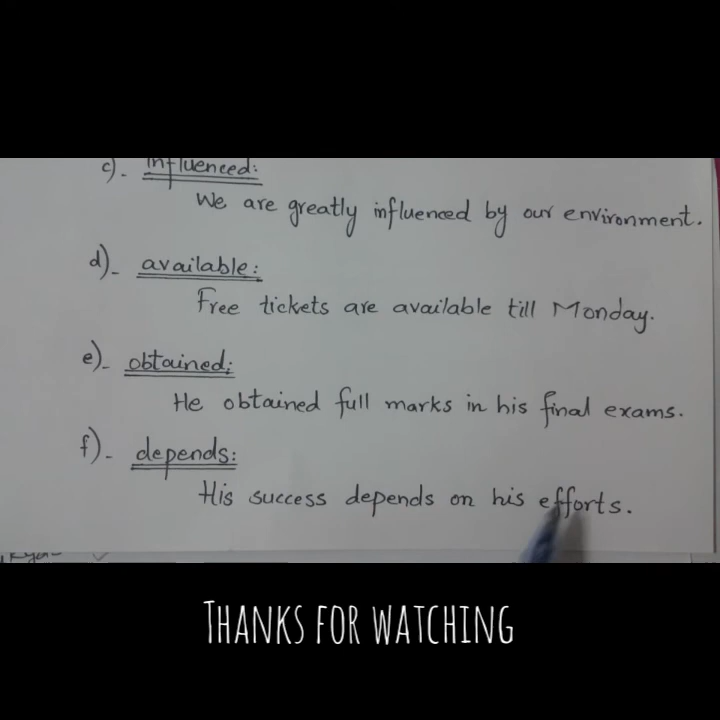 c)- influenced:
We are greatly influenced by our environment.
d)- available:
Free tickets are available till Monday.
e)- obtained:
He obtained full marks in his final exams.
f)- depends:
His success depends on his efforts.
THANKS FOR WATCHING